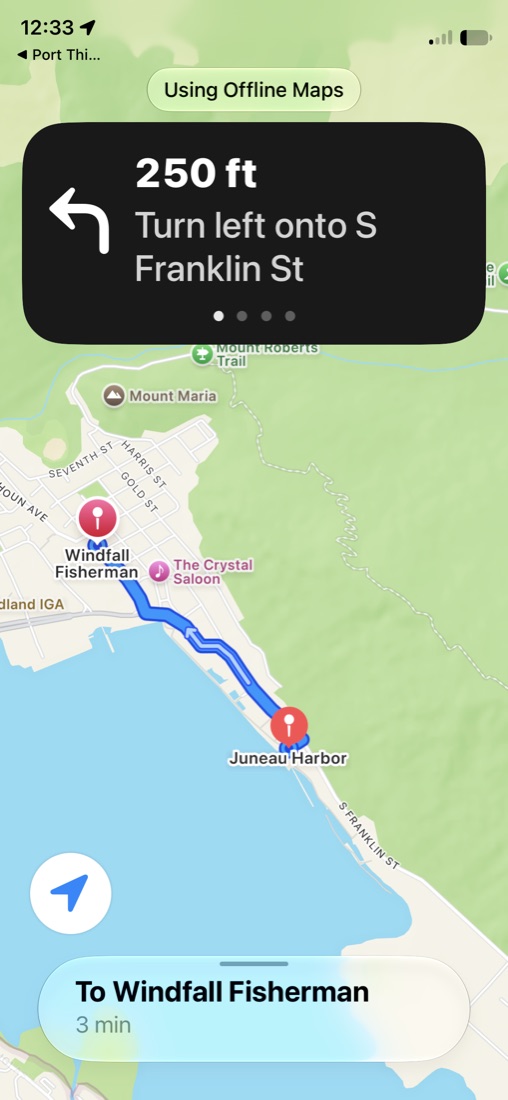 12:33
◀ Port Thi...
Using Offline Maps
250 ft
Turn left onto S
Franklin St
Mount Roberts
Trail
Mount Maria
SEVENTH ST
HARRIS ST
GOLD ST
Windfall
Fisherman
The Crystal
Saloon
Juneau Harbor
S FRANKLIN ST
To Windfall Fisherman
3 min